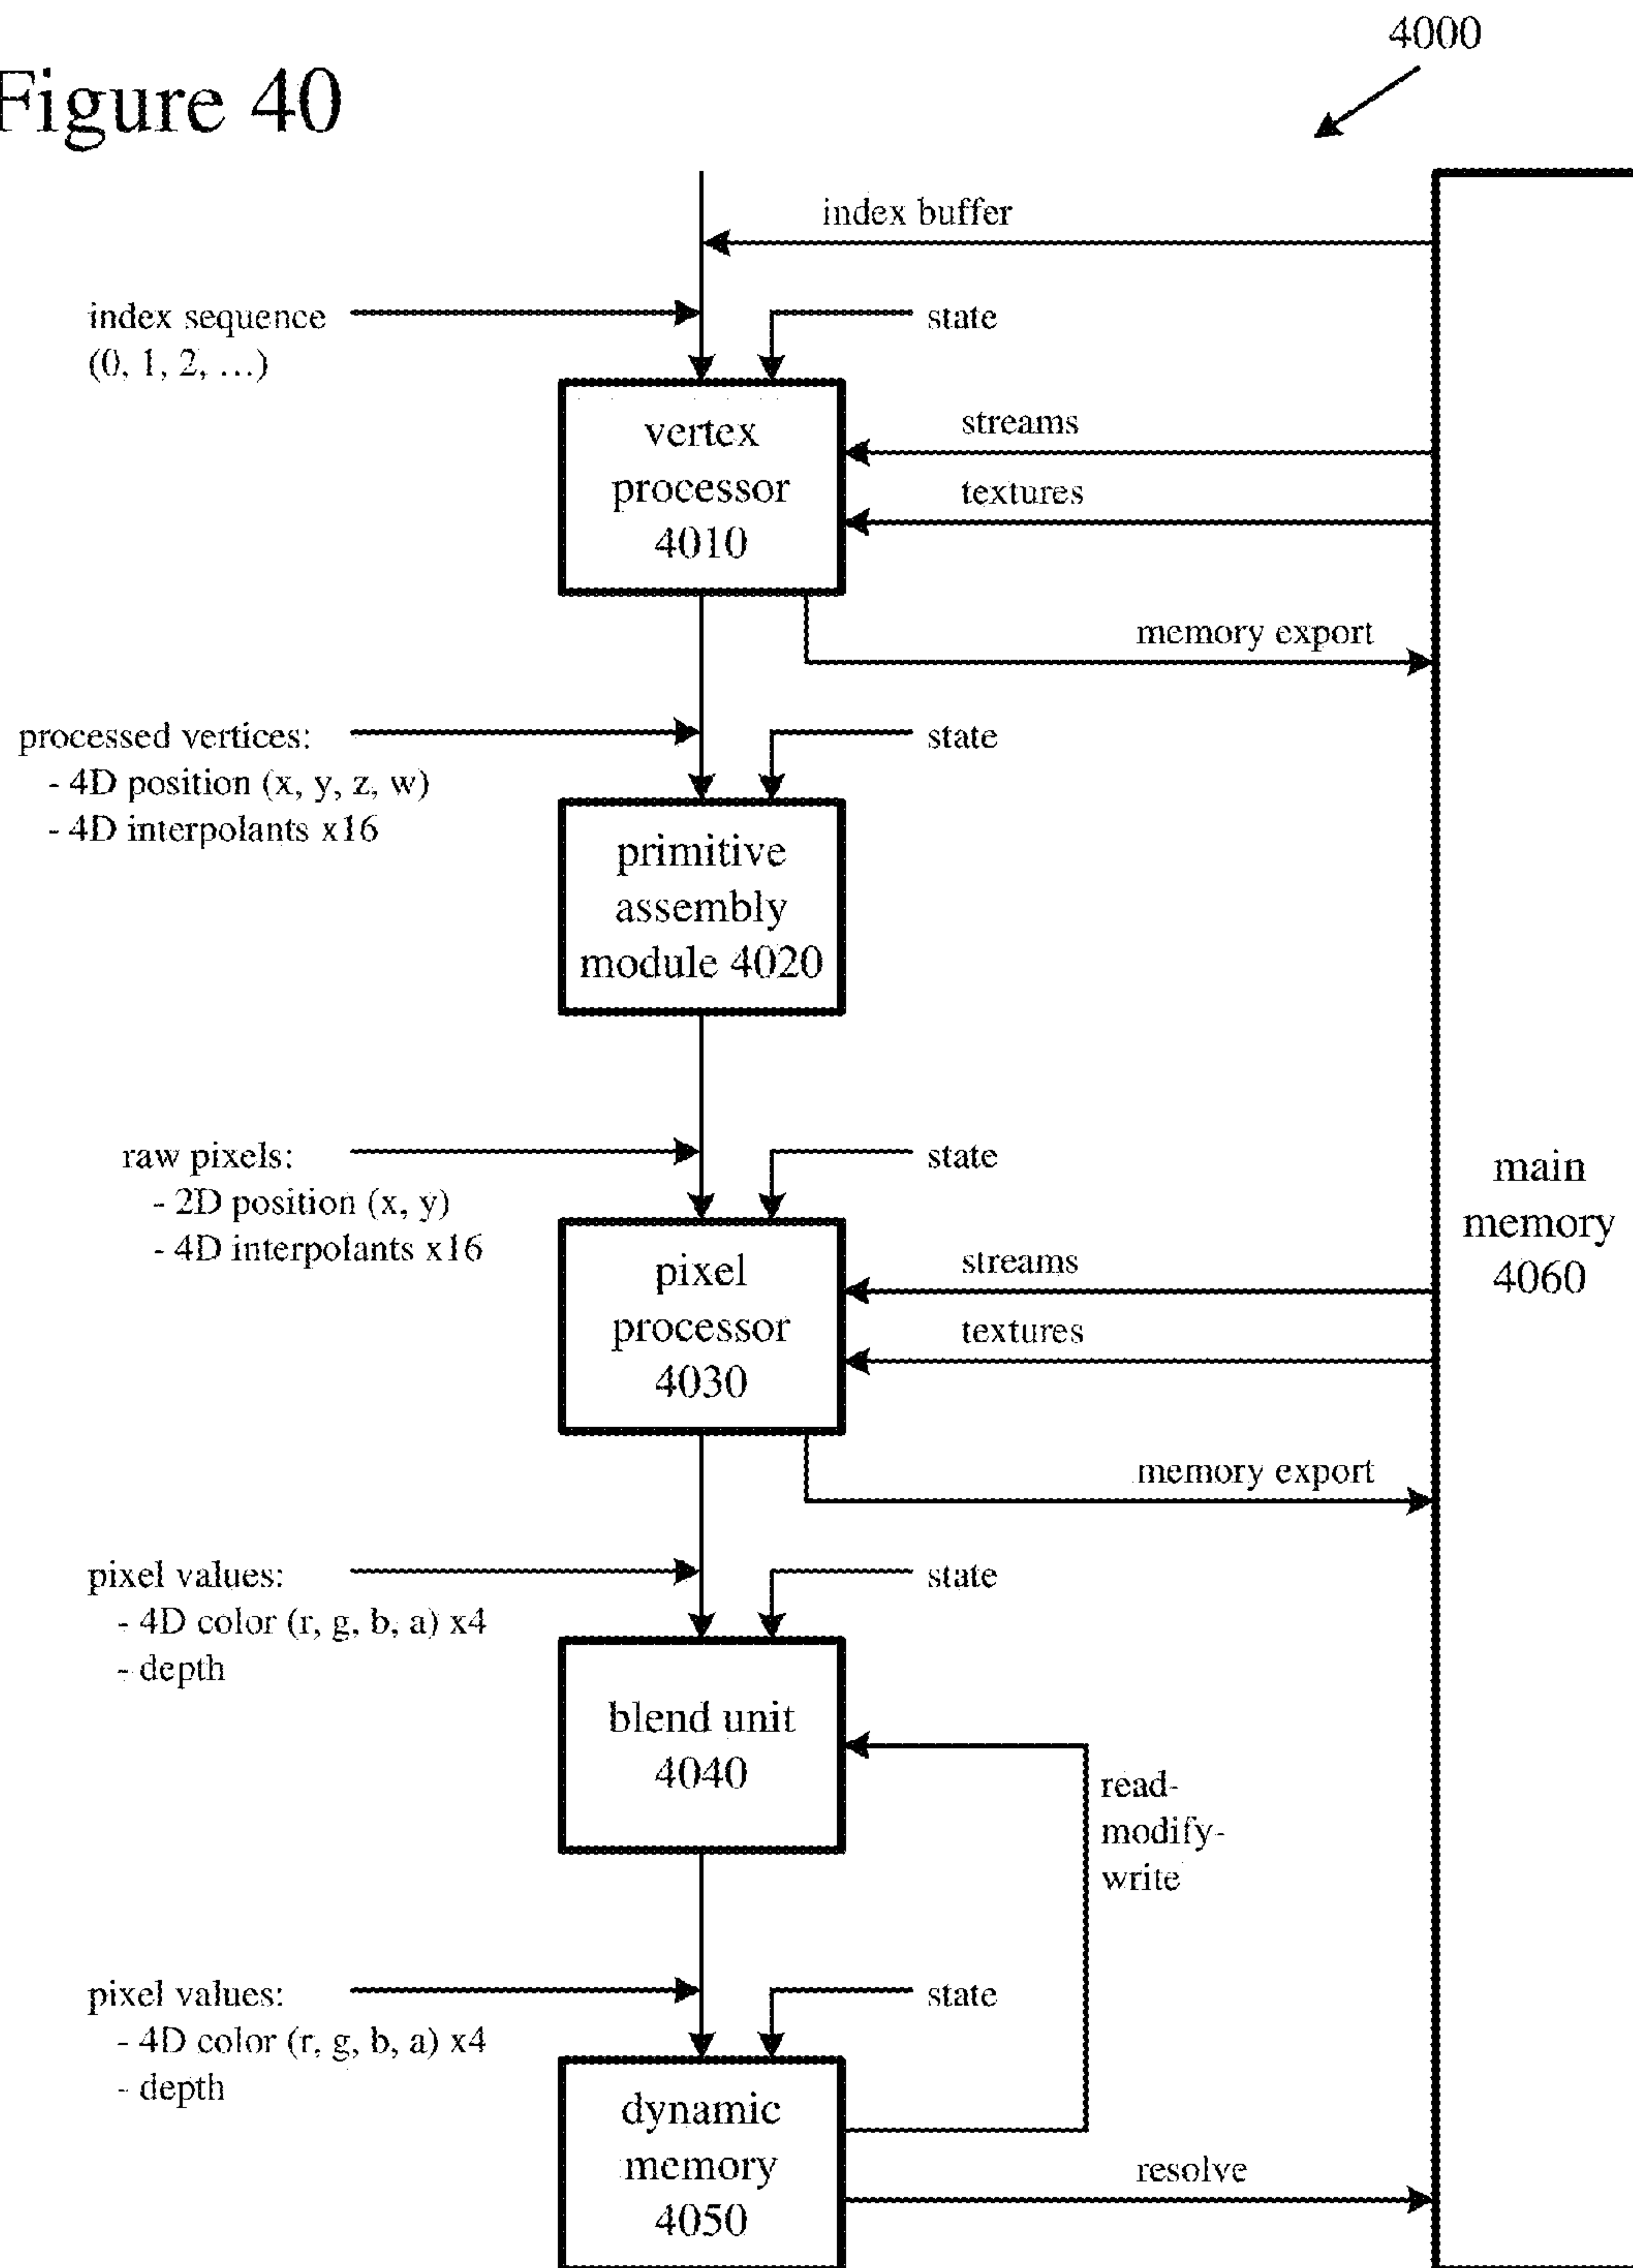 4000
Figure 40
index buffer
index sequence
(0, 1, 2, ...)
state
vertex
processor
4010
streams
textures
memory export
processed vertices:
- 4D position (x, y, z, w)
- 4D interpolants x16
state
primitive
assembly
module 4020
raw pixels:
- 2D position (x, y)
- 4D interpolants x16
state
main
memory
4060
pixel
processor
4030
streams
textures
memory export
pixel values:
- 4D color (r, g, b, a) x4
- depth
state
blend unit
4040
read-
modify-
write
pixel values:
- 4D color (r, g, b, a) x4
- depth
state
dynamic
memory
4050
resolve